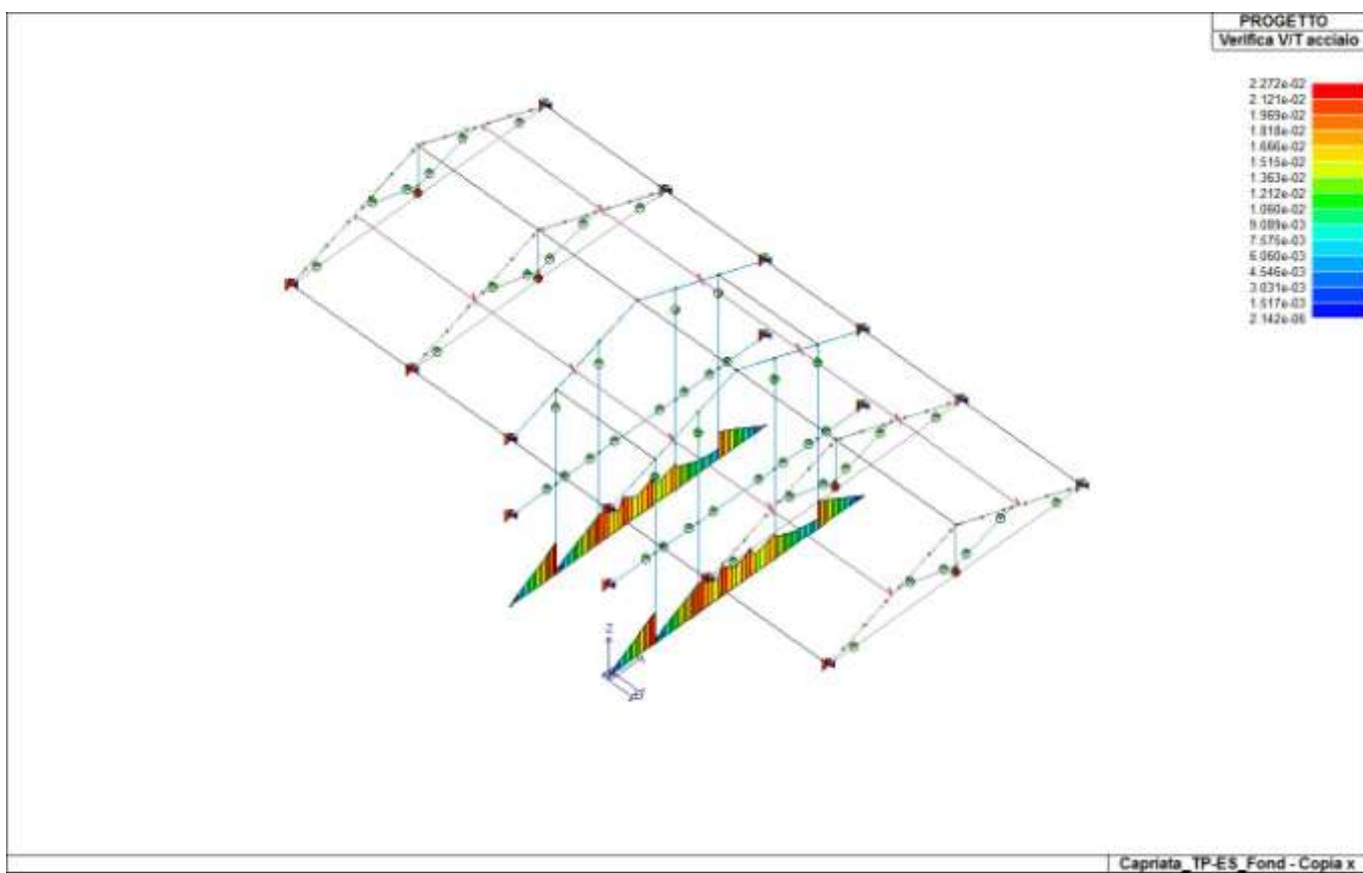 PROGETTO
Verifica V/T acciaio
2.272e-02
2.121e-02
1.969e-02
1.818e-02
1.666e-02
1.515e-02
1.363e-02
1.212e-02
1.060e-02
9.089e-03
7.575e-03
6.060e-03
4.546e-03
3.031e-03
1.517e-03
2.142e-06
Capriata_TP-ES_Fond - Copia x